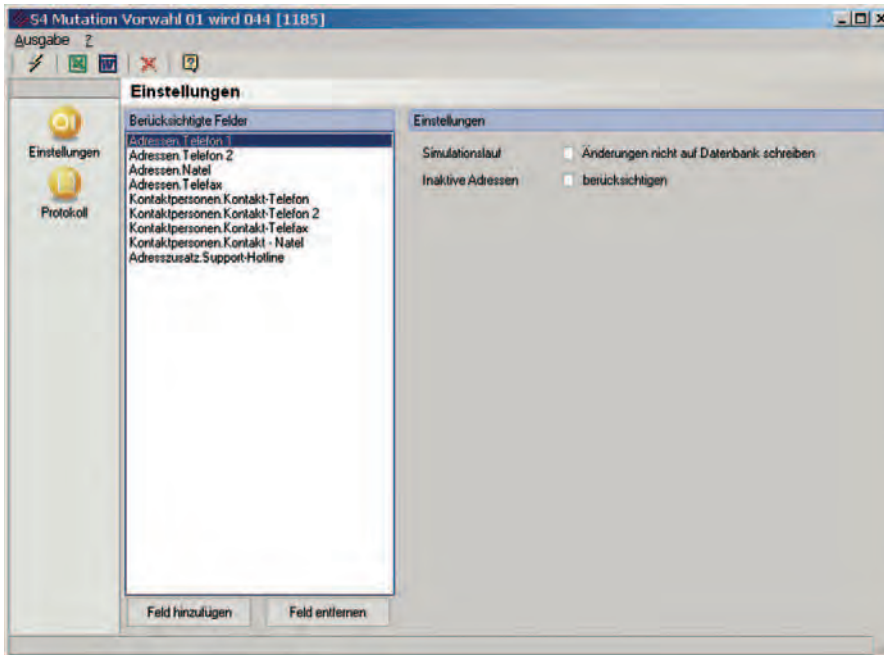 S4 Mutation Vorwahl 01 wird 044 [1185]
Ausgabe ?
Einstellungen
Einstellungen
Protokoll
Berücksichtigte Felder
Adressen.Telefon 1
Adressen.Telefon 2
Adressen.Natel
Adressen.Telefax
Kontaktpersonen.Kontakt-Telefon
Kontaktpersonen.Kontakt-Telefon 2
Kontaktpersonen.Kontakt-Telefax
Kontaktpersonen.Kontakt - Natel
Adresszusatz.Support-Hotline
Feld hinzufügen Feld entfernen
Einstellungen
Simulationslauf Änderungen nicht auf Datenbank schreiben
Inaktive Adressen berücksichtigen